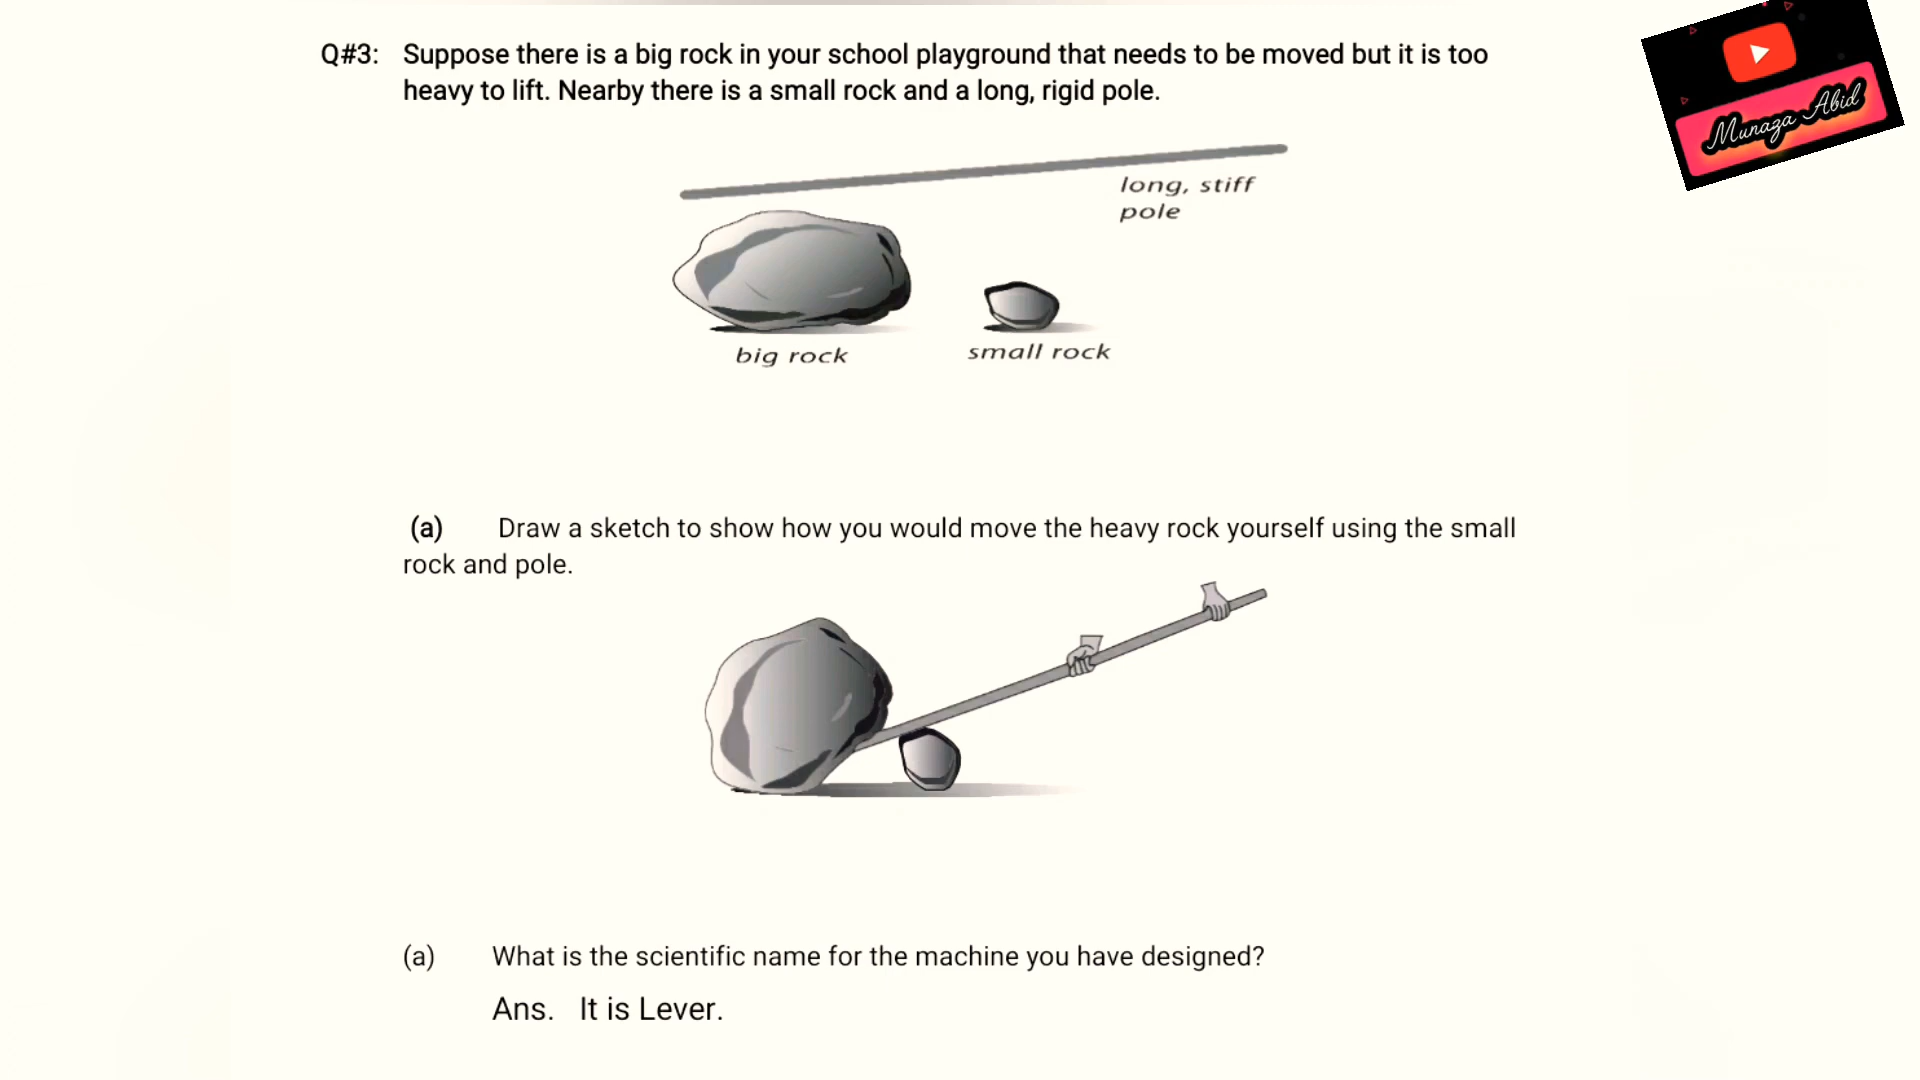 Q#3: Suppose there is a big rock in your school playground that needs to be moved but it is too
heavy to lift. Nearby there is a small rock and a long, rigid pole.
Munaza Abid
long, stiff
pole
big rock
small rock
(a) Draw a sketch to show how you would move the heavy rock yourself using the small
rock and pole.
(a) What is the scientific name for the machine you have designed?
Ans. It is Lever.